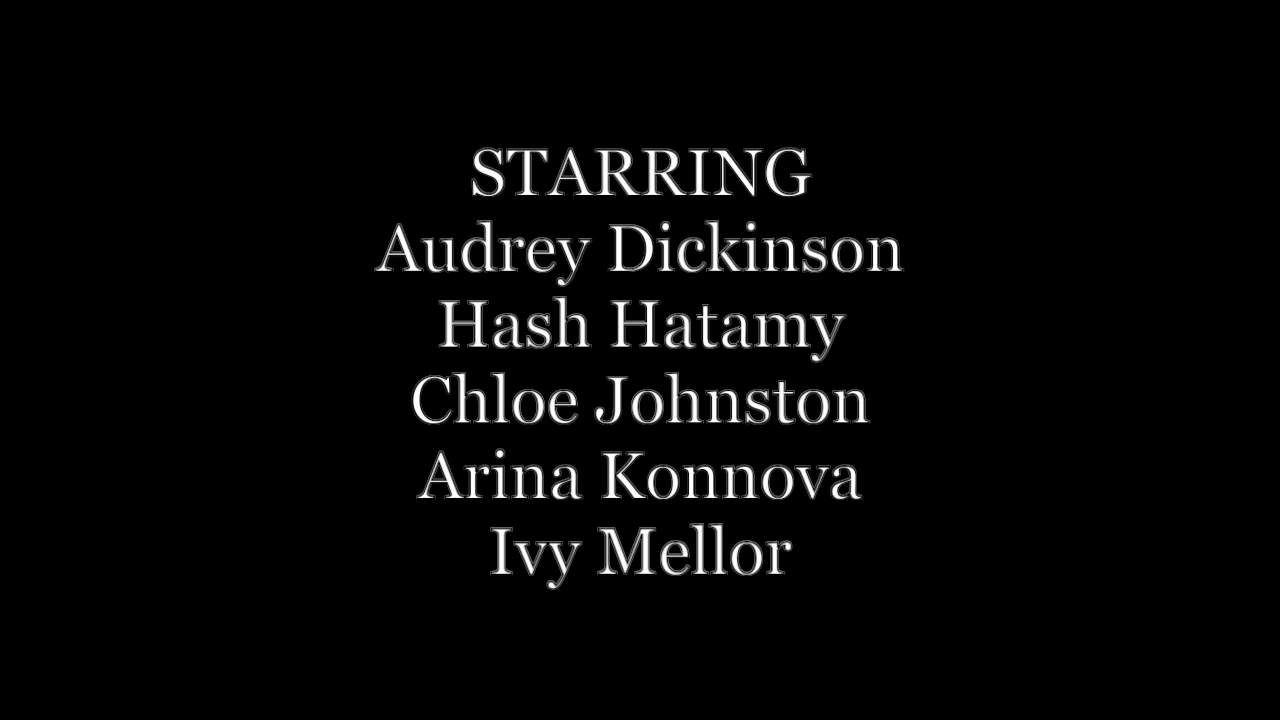 STARRING
Audrey Dickinson
Hash Hatamy
Chloe Johnston
Arina Konnova
Ivy Mellor